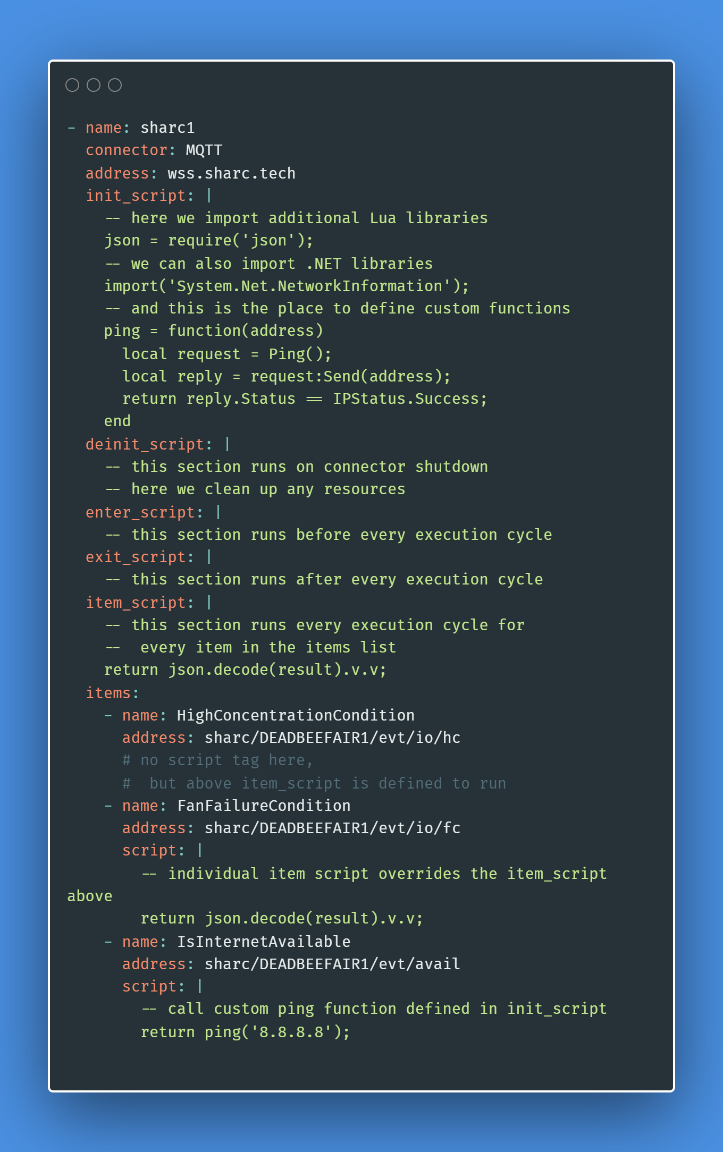 - name: sharc1
  connector: MQTT
  address: wss.sharc.tech
  init_script: |
    -- here we import additional Lua libraries
    json = require('json');
    -- we can also import .NET libraries
    import('System.Net.NetworkInformation');
    -- and this is the place to define custom functions
    ping = function(address)
      local request = Ping();
      local reply = request:Send(address);
      return reply.Status == IPStatus.Success;
    end
  deinit_script: |
    -- this section runs on connector shutdown
    -- here we clean up any resources
  enter_script: |
    -- this section runs before every execution cycle
  exit_script: |
    -- this section runs after every execution cycle
  item_script: |
    -- this section runs every execution cycle for
    --  every item in the items list
    return json.decode(result).v.v;
  items:
    - name: HighConcentrationCondition
      address: sharc/DEADBEEFAIR1/evt/io/hc
      # no script tag here,
      #  but above item_script is defined to run
    - name: FanFailureCondition
      address: sharc/DEADBEEFAIR1/evt/io/fc
      script: |
        -- individual item script overrides the item_script
above
        return json.decode(result).v.v;
    - name: IsInternetAvailable
      address: sharc/DEADBEEFAIR1/evt/avail
      script: |
        -- call custom ping function defined in init_script
        return ping('8.8.8.8');